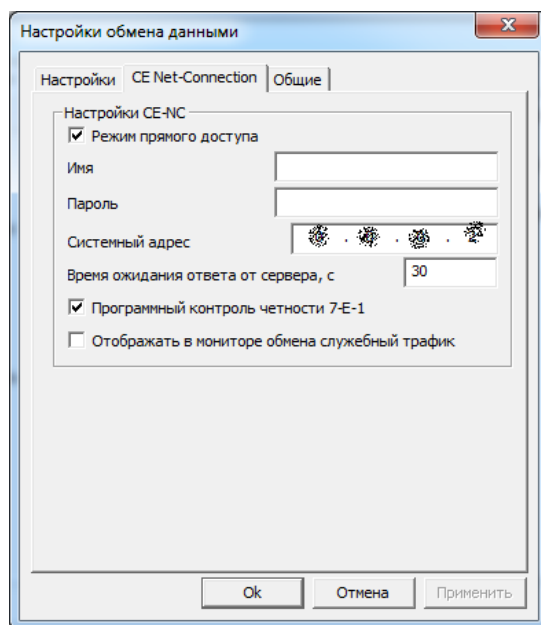 Настройки обмена данными
Настройки CE Net-Connection Общие
Настройки CE-NC
Режим прямого доступа
Имя
Пароль
Системный адрес . . .
Время ожидания ответа от сервера, с 30
Программный контроль четности 7-E-1
Отображать в мониторе обмена служебный трафик
Ok Отмена Применить